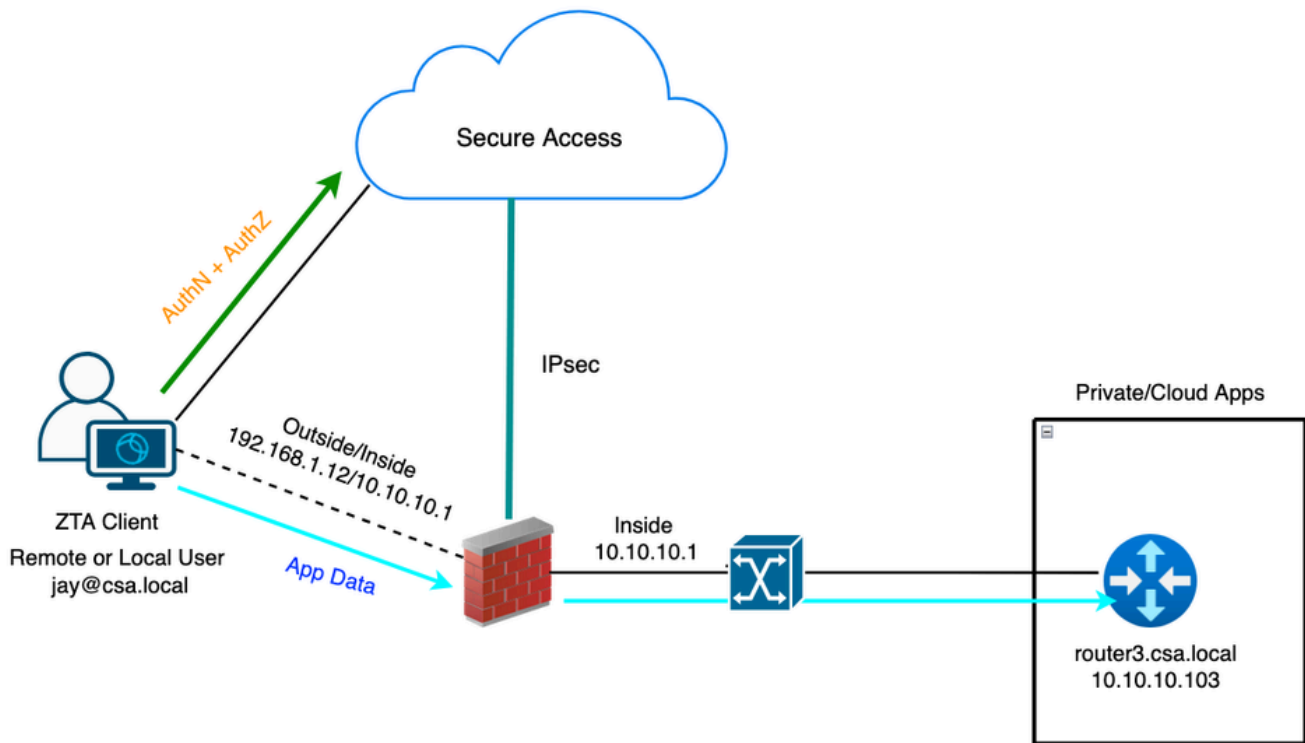 Secure Access
AuthN + AuthZ
IPsec
Private/Cloud Apps
Outside/Inside
192.168.1.12/10.10.10.1
ZTA Client
Remote or Local User
jay@csa.local
App Data
Inside
10.10.10.1
router3.csa.local
10.10.10.103